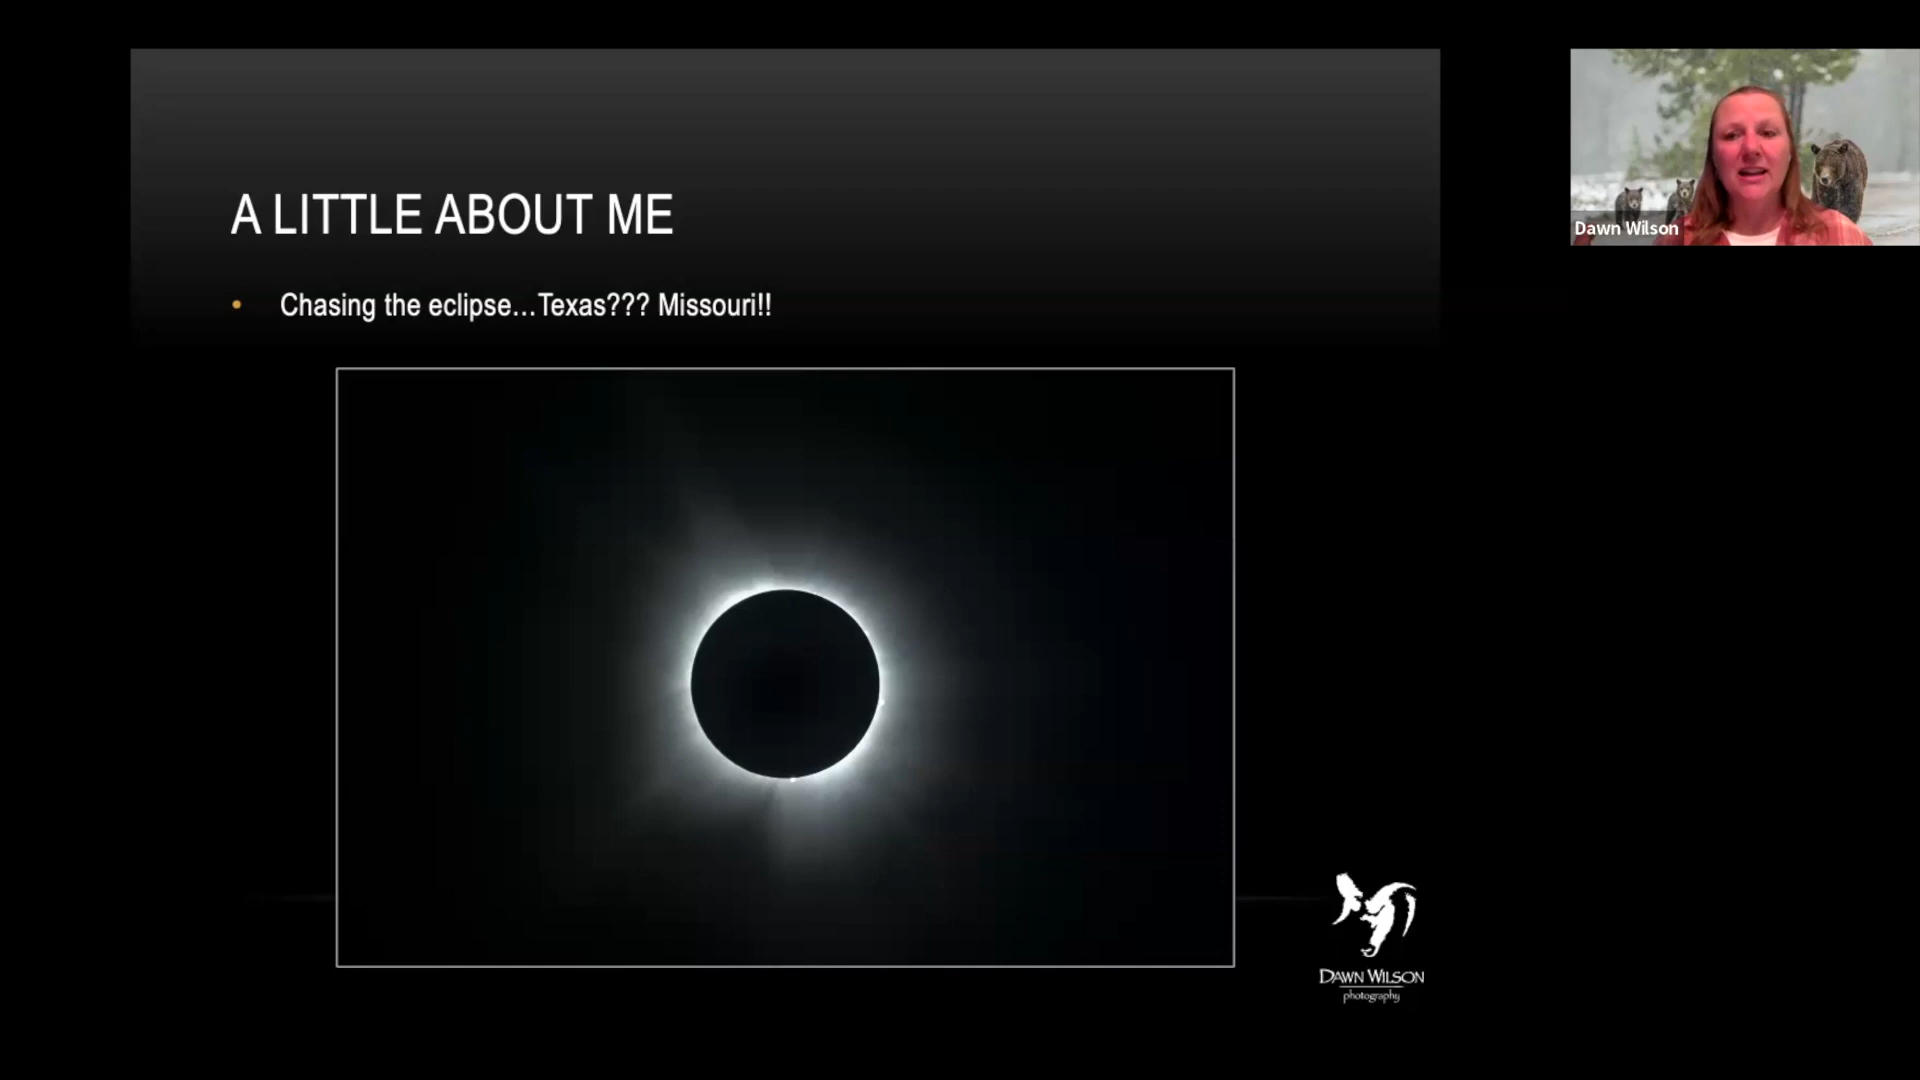 A LITTLE ABOUT ME
• Chasing the eclipse...Texas??? Missouri!!
Dawn Wilson
DAWN WILSON
photography